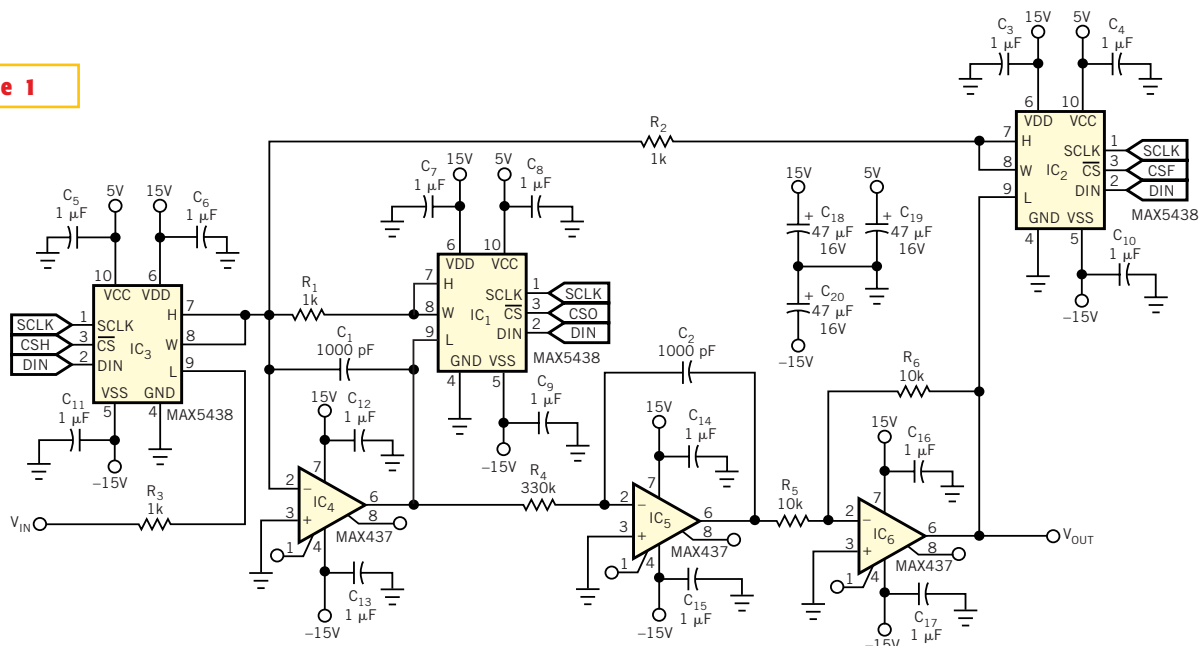 e 1
C3
1 µF
15V
5V
C4
1 µF
6
10
VDD VCC
7
H
8
W
9
L
IC2
SCLK
CS
DIN
1
3
2
SCLK
CSF
DIN
MAX5438
GND VSS
4
5
C10
1 µF
–15V
R2
1k
C7
1 µF
15V
5V
C8
1 µF
6
10
VDD VCC
7
H
8
W
9
L
IC1
SCLK
CS
DIN
1
3
2
SCLK
CSO
DIN
MAX5438
GND VSS
4
5
C9
1 µF
–15V
15V
5V
+
C18
47 µF
16V
+
C19
47 µF
16V
+
C20
47 µF
16V
–15V
C5
1 µF
5V
15V
C6
1 µF
10
6
VCC VDD
SCLK
CSH
DIN
1
3
2
SCLK
CS
DIN
IC3
H
7
W
8
L
9
VSS GND
MAX5438
5
4
C11
1 µF
–15V
R1
1k
C1
1000 pF
R3
1k
VIN
15V
C12
1 µF
7
2
–
3
+
IC4
6
8
MAX437
1
4
C13
1 µF
–15V
R4
330k
C2
1000 pF
15V
C14
1 µF
7
2
–
3
+
IC5
6
8
MAX437
1
4
C15
1 µF
–15V
R5
10k
R6
10k
15V
C16
1 µF
7
2
–
3
+
IC6
6
8
MAX437
1
4
C17
1 µF
–15V
VOUT